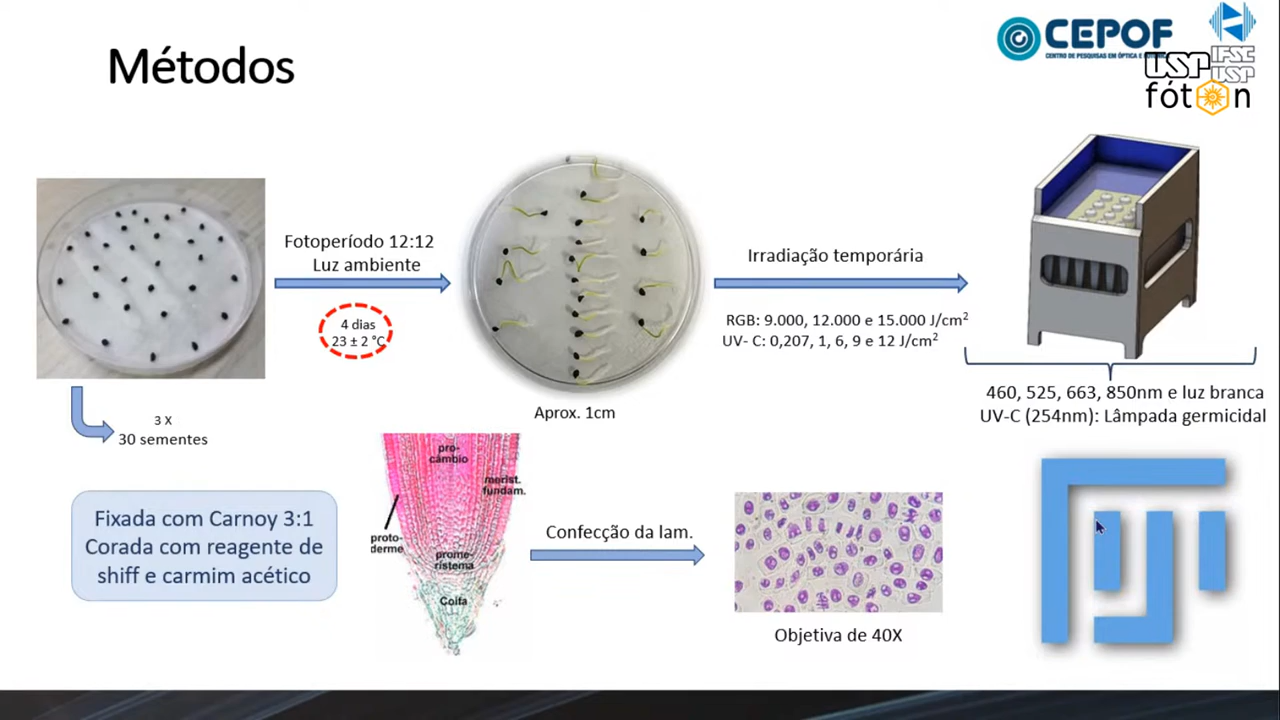 Métodos
CEPOF
CENTRO DE PESQUISAS EM ÓPTICA E FOTÔNICA
IFSC
USP
USP
fóton
Fotoperíodo 12:12
Luz ambiente
4 dias
23 ± 2 °C
Irradiação temporária
RGB: 9.000, 12.000 e 15.000 J/cm²
UV- C: 0,207, 1, 6, 9 e 12 J/cm²
Aprox. 1cm
460, 525, 663, 850nm e luz branca
UV-C (254nm): Lâmpada germicidal
3 X
30 sementes
Fixada com Carnoy 3:1
Corada com reagente de
shiff e carmim acético
pro-
câmbio
merist.
fundam.
proto-
derme
prome-
ristema
Coifa
Confecção da lam.
Objetiva de 40X